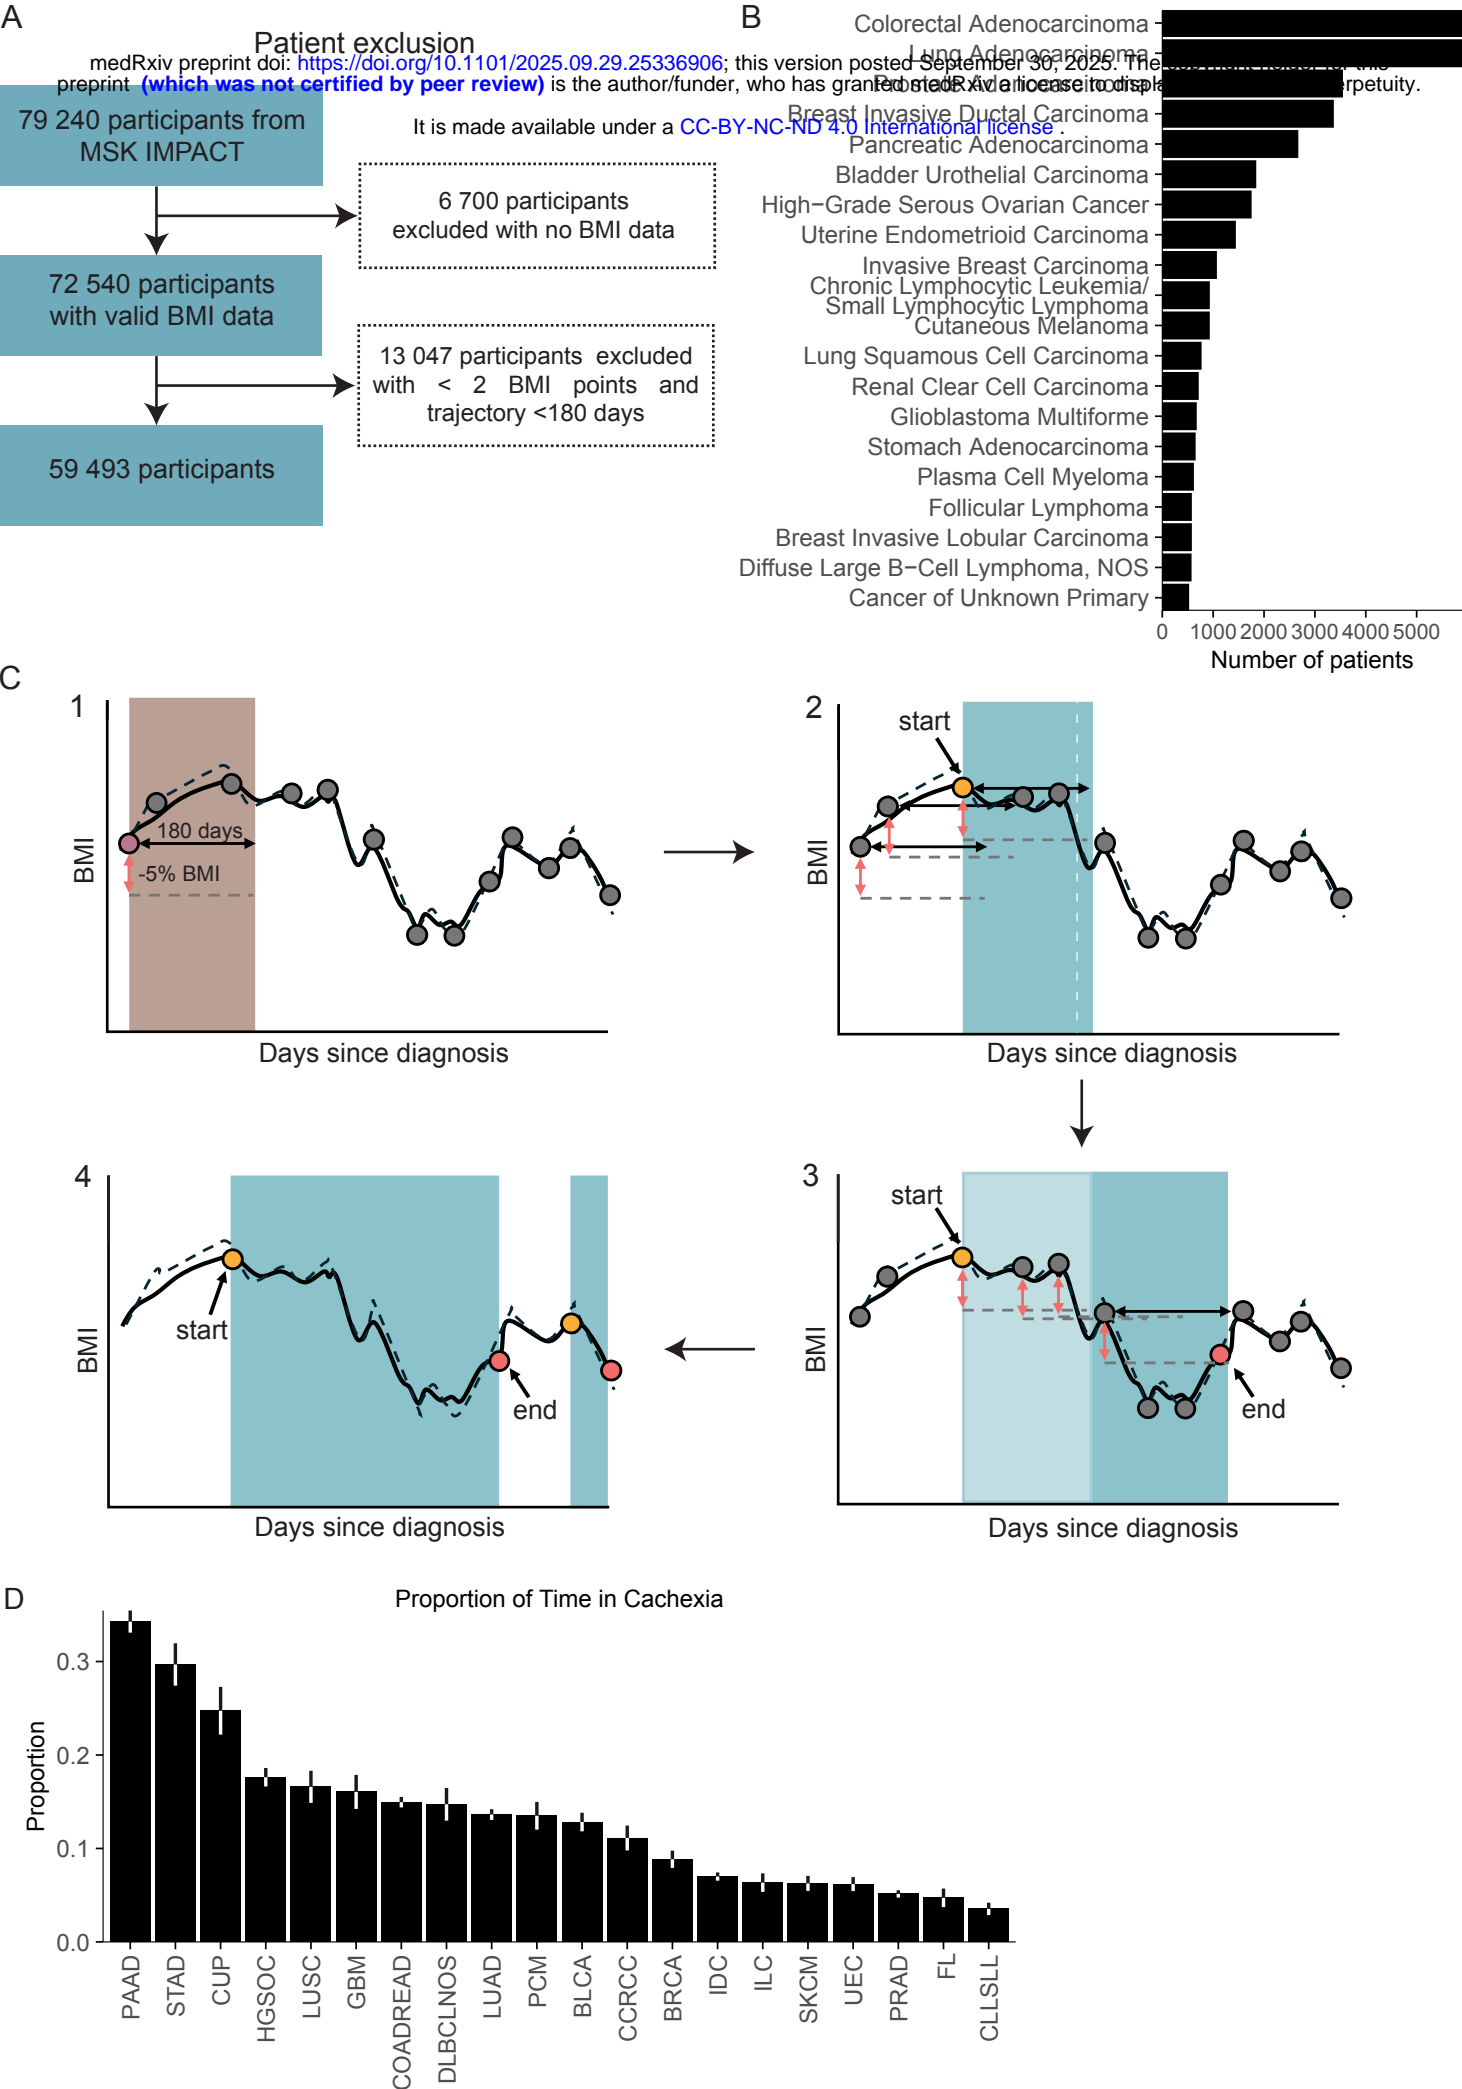 A
Patient exclusion
medRxiv preprint doi: https://doi.org/10.1101/2025.09.29.25336906; this version posted September 30, 2025. The copyright holder for this
preprint (which was not certified by peer review) is the author/funder, who has granted medRxiv a license to display perpetuity.
It is made available under a CC-BY-NC-ND 4.0 International license .
79 240 participants from
MSK IMPACT
6 700 participants
excluded with no BMI data
72 540 participants
with valid BMI data
13 047 participants excluded
with < 2 BMI points and
trajectory <180 days
59 493 participants
B
Colorectal Adenocarcinoma
Lung Adenocarcinoma
Prostate Adenocarcinoma
Breast Invasive Ductal Carcinoma
Pancreatic Adenocarcinoma
Bladder Urothelial Carcinoma
High−Grade Serous Ovarian Cancer
Uterine Endometrioid Carcinoma
Invasive Breast Carcinoma
Chronic Lymphocytic Leukemia/
Small Lymphocytic Lymphoma
Cutaneous Melanoma
Lung Squamous Cell Carcinoma
Renal Clear Cell Carcinoma
Glioblastoma Multiforme
Stomach Adenocarcinoma
Plasma Cell Myeloma
Follicular Lymphoma
Breast Invasive Lobular Carcinoma
Diffuse Large B−Cell Lymphoma, NOS
Cancer of Unknown Primary
0 1000 2000 3000 4000 5000
Number of patients
C
1
BMI
180 days
-5% BMI
Days since diagnosis
2
start
BMI
Days since diagnosis
4
BMI
start
end
Days since diagnosis
3
start
BMI
end
Days since diagnosis
D
Proportion of Time in Cachexia
Proportion
0.3
0.2
0.1
0.0
PAAD
STAD
CUP
HGSOC
LUSC
GBM
COADREAD
DLBCLNOS
LUAD
PCM
BLCA
CCRCC
BRCA
IDC
ILC
SKCM
UEC
PRAD
FL
CLLSLL